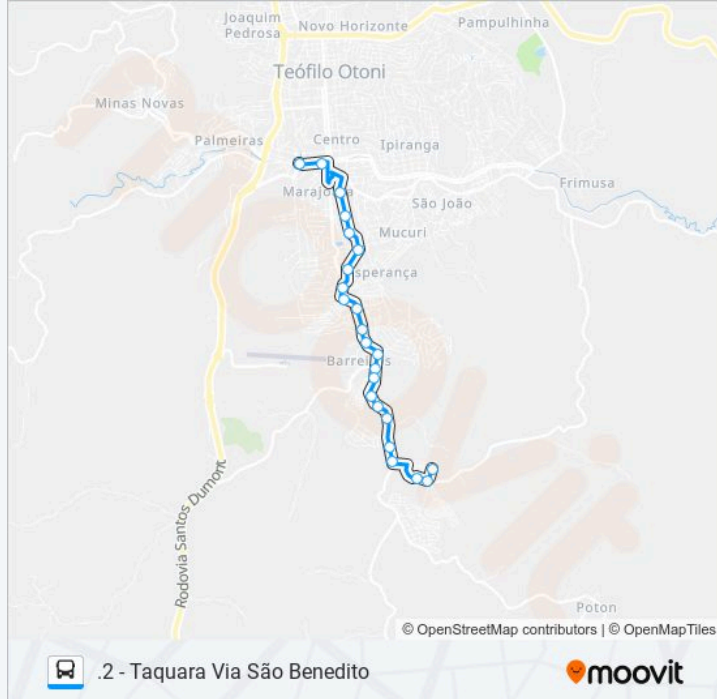 Joaquim
Pedrosa
Novo Horizonte
Pampulhinha
Teófilo Otoni
Minas Novas
Palmeiras
Centro
Ipiranga
Frimusa
Marajoara
São João
Mucuri
Esperança
Barreiros
Rodovia Santos Dumont
Poton
© OpenStreetMap contributors | © OpenMapTiles
.2 - Taquara Via São Benedito
moovit